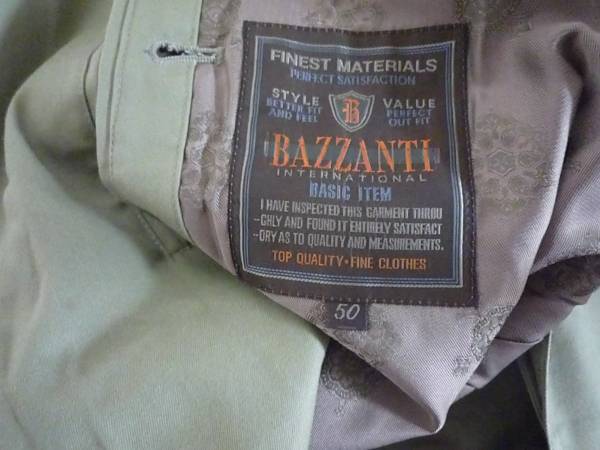 FINEST MATERIALS
PERFECT SATISFACTION
STYLE
BETTER FIT
AND FEEL
B
VALUE
PERFECT
OUT FIT
BAZZANTI
INTERNATIONAL
BASIC ITEM
I HAVE INSPECTED THIS GARMENT THROU
-GHLY AND FOUND IT ENTIRELY SATISFACT
-ORY AS TO QUALITY AND MEASUREMENTS.
TOP QUALITY·FINE CLOTHES
50